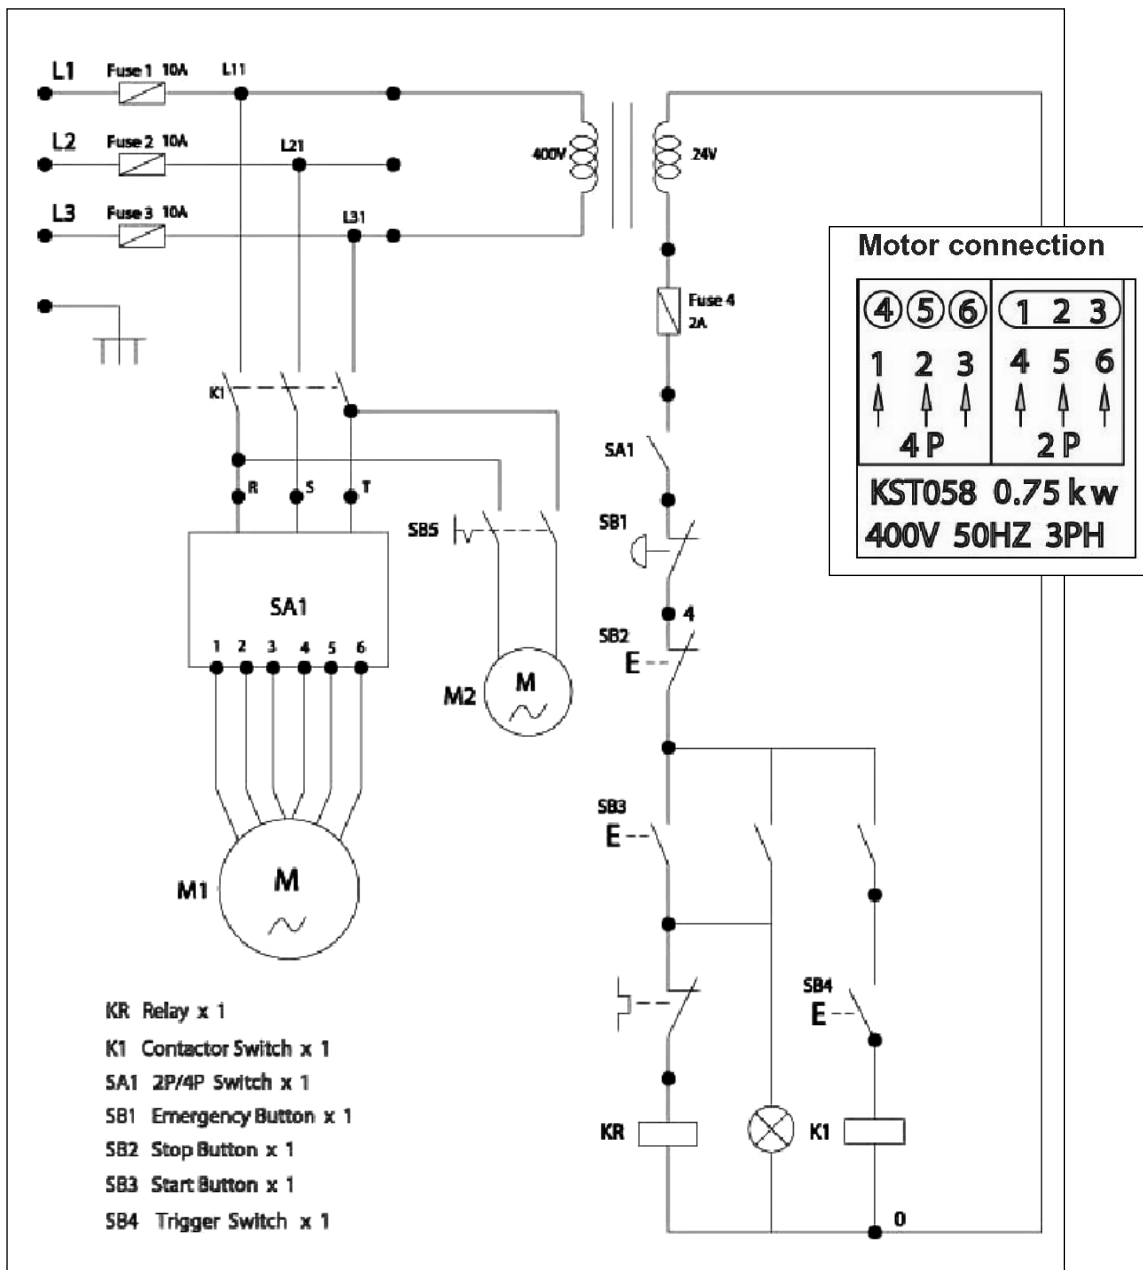 L1 Fuse 1 10A L11
L2 Fuse 2 10A L21
L3 Fuse 3 10A L31
400V 24V
Fuse 4
2A
Motor connection
4 5 6 1 2 3
1 2 3 4 5 6
4 P 2 P
KST058 0.75 kw
400V 50HZ 3PH
K1
R S T
SA1
1 2 3 4 5 6
M1
M
SB5
M2
M
SA1
SB1
4
SB2
E
SB3
E
SB4
E
KR
K1
0
KR Relay x 1
K1 Contactor Switch x 1
SA1 2P/4P Switch x 1
SB1 Emergency Button x 1
SB2 Stop Button x 1
SB3 Start Button x 1
SB4 Trigger Switch x 1